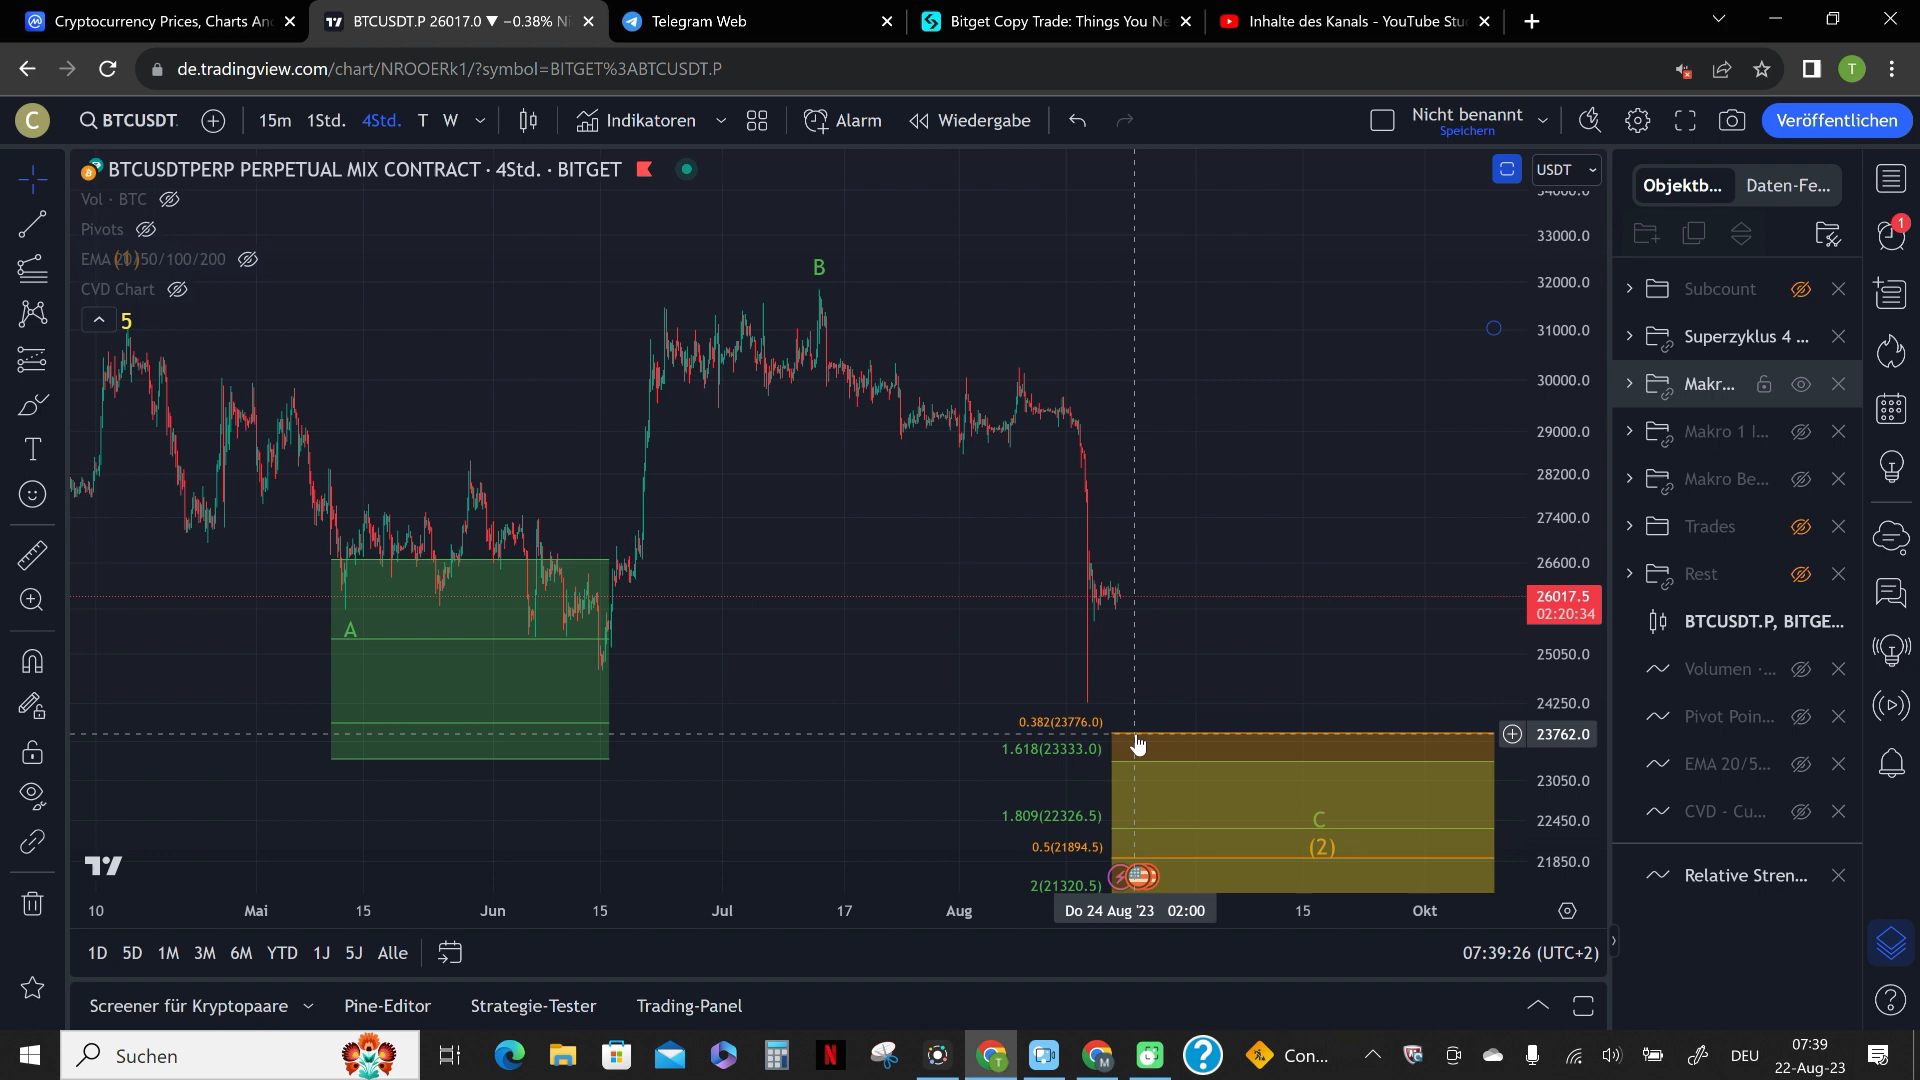 Cryptocurrency Prices, Charts An
BTCUSDT.P 26017.0 ▼ −0.38% Ni
Telegram Web
Bitget Copy Trade: Things You Ne
Inhalte des Kanals - YouTube Stu
de.tradingview.com/chart/NROOERk1/?symbol=BITGET%3ABTCUSDT.P
T
C
BTCUSDT.
15m 1Std. 4Std. T W
Indikatoren
Alarm
Wiedergabe
Nicht benannt
Speichern
Veröffentlichen
BTCUSDTPERP PERPETUAL MIX CONTRACT · 4Std. · BITGET
USDT
Vol · BTC
Pivots
EMA 20/50/100/200
(1)
CVD Chart
5
B
A
C
(2)
0.382(23776.0)
1.618(23333.0)
1.809(22326.5)
0.5(21894.5)
2(21320.5)
34000.0
33000.0
32000.0
31000.0
30000.0
29000.0
28200.0
27400.0
26600.0
26017.5
02:20:34
25050.0
24250.0
23762.0
23050.0
22450.0
21850.0
10 Mai 15 Jun 15 Jul 17 Aug Do 24 Aug '23 02:00 15 Okt
1D 5D 1M 3M 6M YTD 1J 5J Alle
07:39:26 (UTC+2)
Screener für Kryptopaare Pine-Editor Strategie-Tester Trading-Panel
Objektb... Daten-Fe...
Subcount
Superzyklus 4 ...
Makr...
Makro 1 I...
Makro Be...
Trades
Rest
BTCUSDT.P, BITGE...
Volumen ·...
Pivot Poin...
EMA 20/5...
CVD - Cu...
Relative Stren...
1
Suchen
N
T
M
Con...
DEU
07:39
22-Aug-23